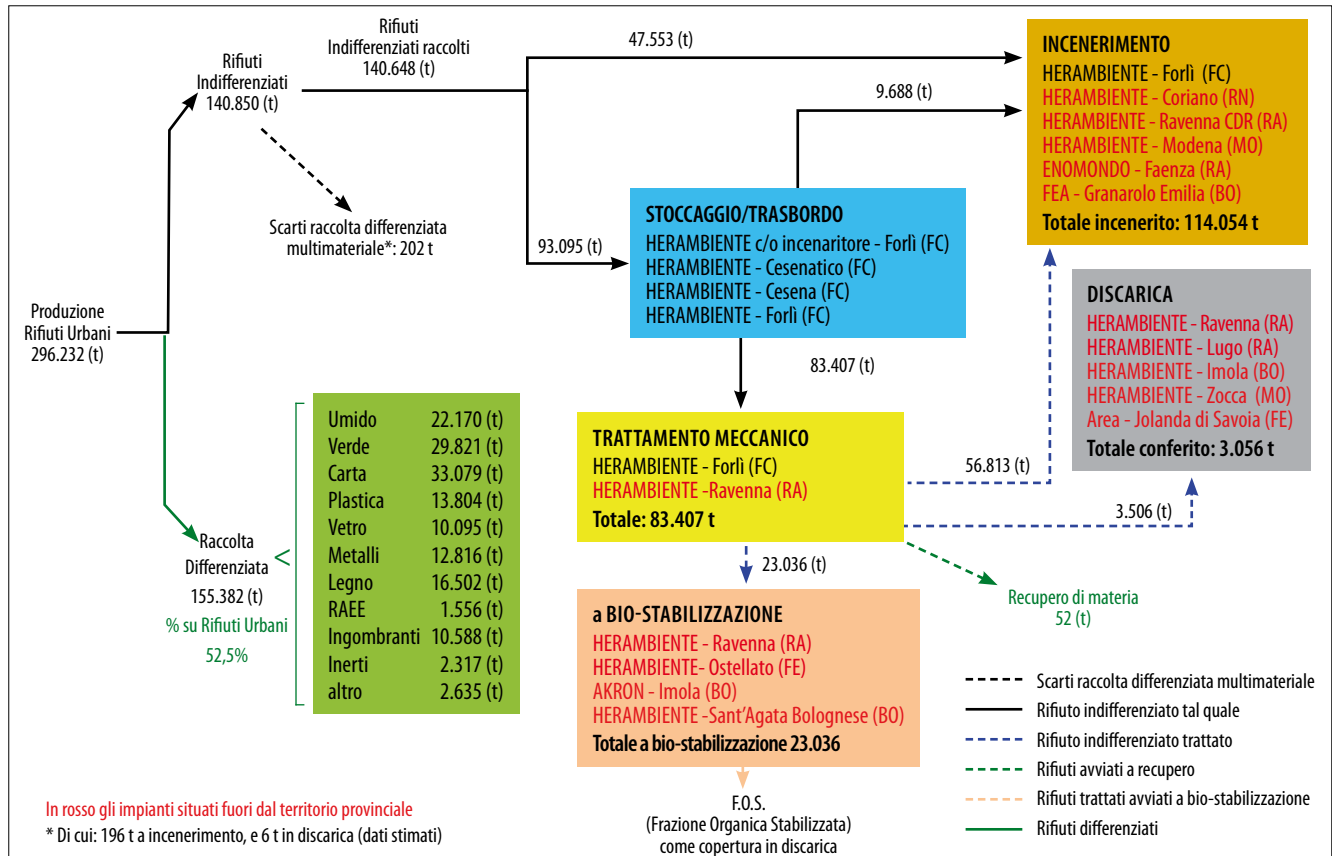 Rifiuti
Indifferenziati raccolti
140.648 (t)
47.553 (t)
Rifiuti
Indifferenziati
140.850 (t)
9.688 (t)
INCENERIMENTO
HERAMBIENTE - Forlì (FC)
HERAMBIENTE - Coriano (RN)
HERAMBIENTE - Ravenna CDR (RA)
HERAMBIENTE - Modena (MO)
ENOMONDO - Faenza (RA)
FEA - Granarolo Emilia (BO)
Totale incenerito: 114.054 t
Scarti raccolta differenziata
multimateriale*: 202 t
93.095 (t)
STOCCAGGIO/TRASBORDO
HERAMBIENTE c/o incenaritore - Forlì (FC)
HERAMBIENTE - Cesenatico (FC)
HERAMBIENTE - Cesena (FC)
HERAMBIENTE - Forlì (FC)
DISCARICA
HERAMBIENTE - Ravenna (RA)
HERAMBIENTE - Lugo (RA)
HERAMBIENTE - Imola (BO)
HERAMBIENTE - Zocca (MO)
Area - Jolanda di Savoia (FE)
Totale conferito: 3.056 t
Produzione
Rifiuti Urbani
296.232 (t)
83.407 (t)
Umido 22.170 (t)
Verde 29.821 (t)
Carta 33.079 (t)
Plastica 13.804 (t)
Vetro 10.095 (t)
Metalli 12.816 (t)
Legno 16.502 (t)
RAEE 1.556 (t)
Ingombranti 10.588 (t)
Inerti 2.317 (t)
altro 2.635 (t)
TRATTAMENTO MECCANICO
HERAMBIENTE - Forlì (FC)
HERAMBIENTE -Ravenna (RA)
Totale: 83.407 t
56.813 (t)
3.506 (t)
Raccolta
Differenziata
<
155.382 (t)
% su Rifiuti Urbani
52,5%
23.036 (t)
Recupero di materia
52 (t)
a BIO-STABILIZZAZIONE
HERAMBIENTE - Ravenna (RA)
HERAMBIENTE- Ostellato (FE)
AKRON - Imola (BO)
HERAMBIENTE -Sant'Agata Bolognese (BO)
Totale a bio-stabilizzazione 23.036
F.O.S.
(Frazione Organica Stabilizzata)
come copertura in discarica
Scarti raccolta differenziata multimateriale
Rifiuto indifferenziato tal quale
Rifiuto indifferenziato trattato
Rifiuti avviati a recupero
Rifiuti trattati avviati a bio-stabilizzazione
Rifiuti differenziati
In rosso gli impianti situati fuori dal territorio provinciale
* Di cui: 196 t a incenerimento, e 6 t in discarica (dati stimati)